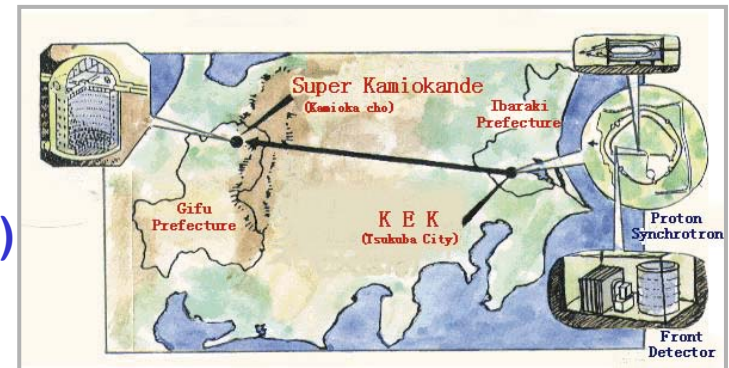 Super Kamiokande
(Kamioka cho)
Ibaraki
Prefecture
Gifu
Prefecture
K E K
(Tsukuba City)
Proton
Synchrotron
Front
Detector
)